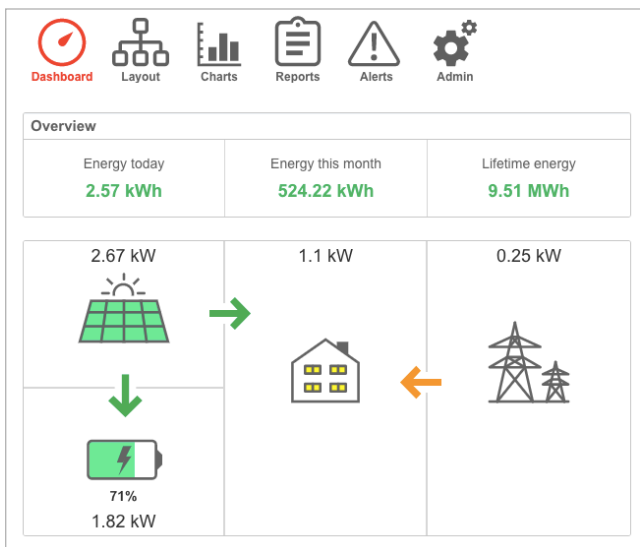 Dashboard Layout Charts Reports Alerts Admin
Overview
Energy today Energy this month Lifetime energy
2.57 kWh 524.22 kWh 9.51 MWh
2.67 kW 1.1 kW 0.25 kW
71%
1.82 kW